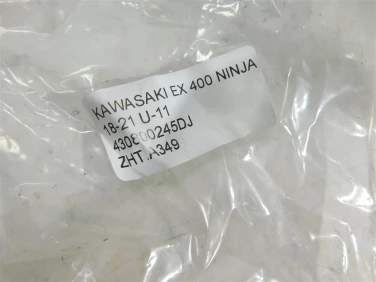 KAWASAKI EX 400 NINJA
18-21 U-11
430800245DJ
ZHT.A349